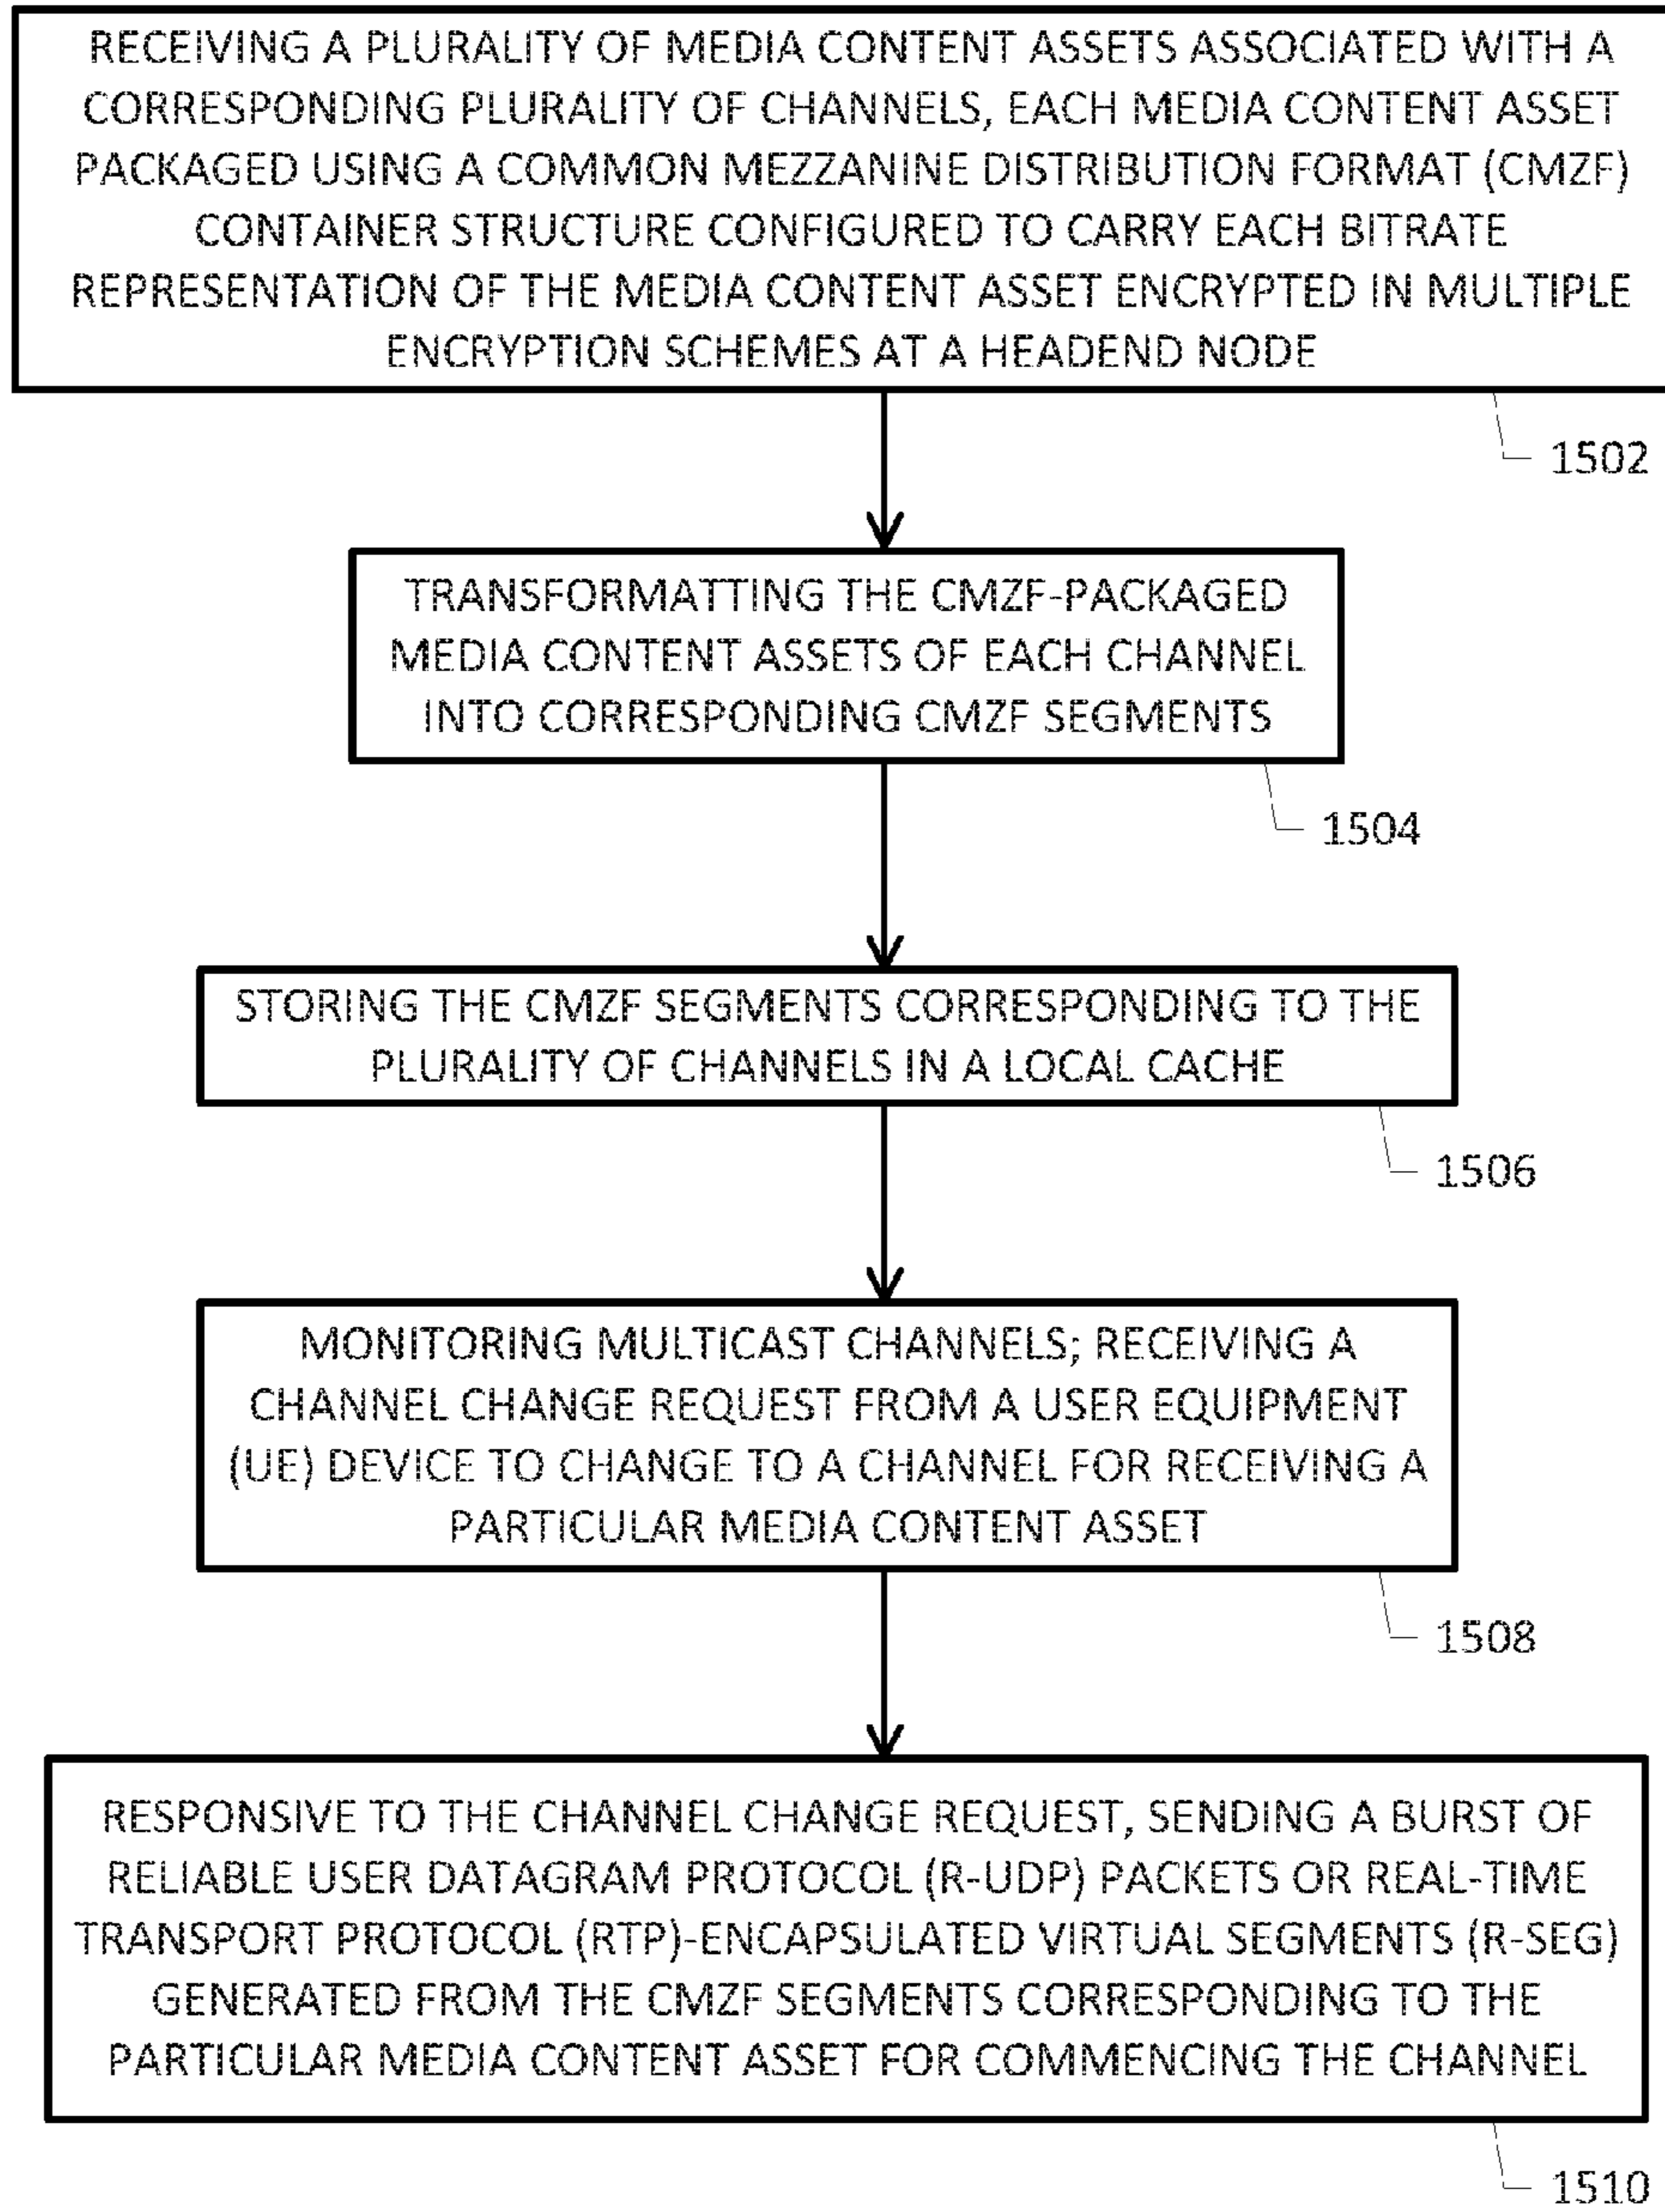 RECEIVING A PLURALITY OF MEDIA CONTENT ASSETS ASSOCIATED WITH A
CORRESPONDING PLURALITY OF CHANNELS, EACH MEDIA CONTENT ASSET
PACKAGED USING A COMMON MEZZANINE DISTRIBUTION FORMAT (CMZF)
CONTAINER STRUCTURE CONFIGURED TO CARRY EACH BITRATE
REPRESENTATION OF THE MEDIA CONTENT ASSET ENCRYPTED IN MULTIPLE
ENCRYPTION SCHEMES AT A HEADEND NODE
1502
TRANSFORMATTING THE CMZF-PACKAGED
MEDIA CONTENT ASSETS OF EACH CHANNEL
INTO CORRESPONDING CMZF SEGMENTS
1504
STORING THE CMZF SEGMENTS CORRESPONDING TO THE
PLURALITY OF CHANNELS IN A LOCAL CACHE
1506
MONITORING MULTICAST CHANNELS; RECEIVING A
CHANNEL CHANGE REQUEST FROM A USER EQUIPMENT
(UE) DEVICE TO CHANGE TO A CHANNEL FOR RECEIVING A
PARTICULAR MEDIA CONTENT ASSET
1508
RESPONSIVE TO THE CHANNEL CHANGE REQUEST, SENDING A BURST OF
RELIABLE USER DATAGRAM PROTOCOL (R-UDP) PACKETS OR REAL-TIME
TRANSPORT PROTOCOL (RTP)-ENCAPSULATED VIRTUAL SEGMENTS (R-SEG)
GENERATED FROM THE CMZF SEGMENTS CORRESPONDING TO THE
PARTICULAR MEDIA CONTENT ASSET FOR COMMENCING THE CHANNEL
1510